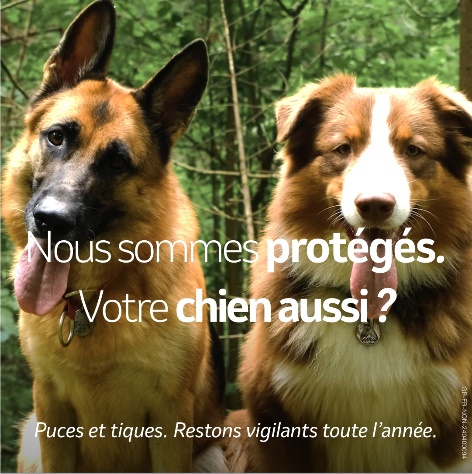 Nous sommes protégés.
Votre chien aussi ?
Puces et tiques. Restons vigilants toute l'année.